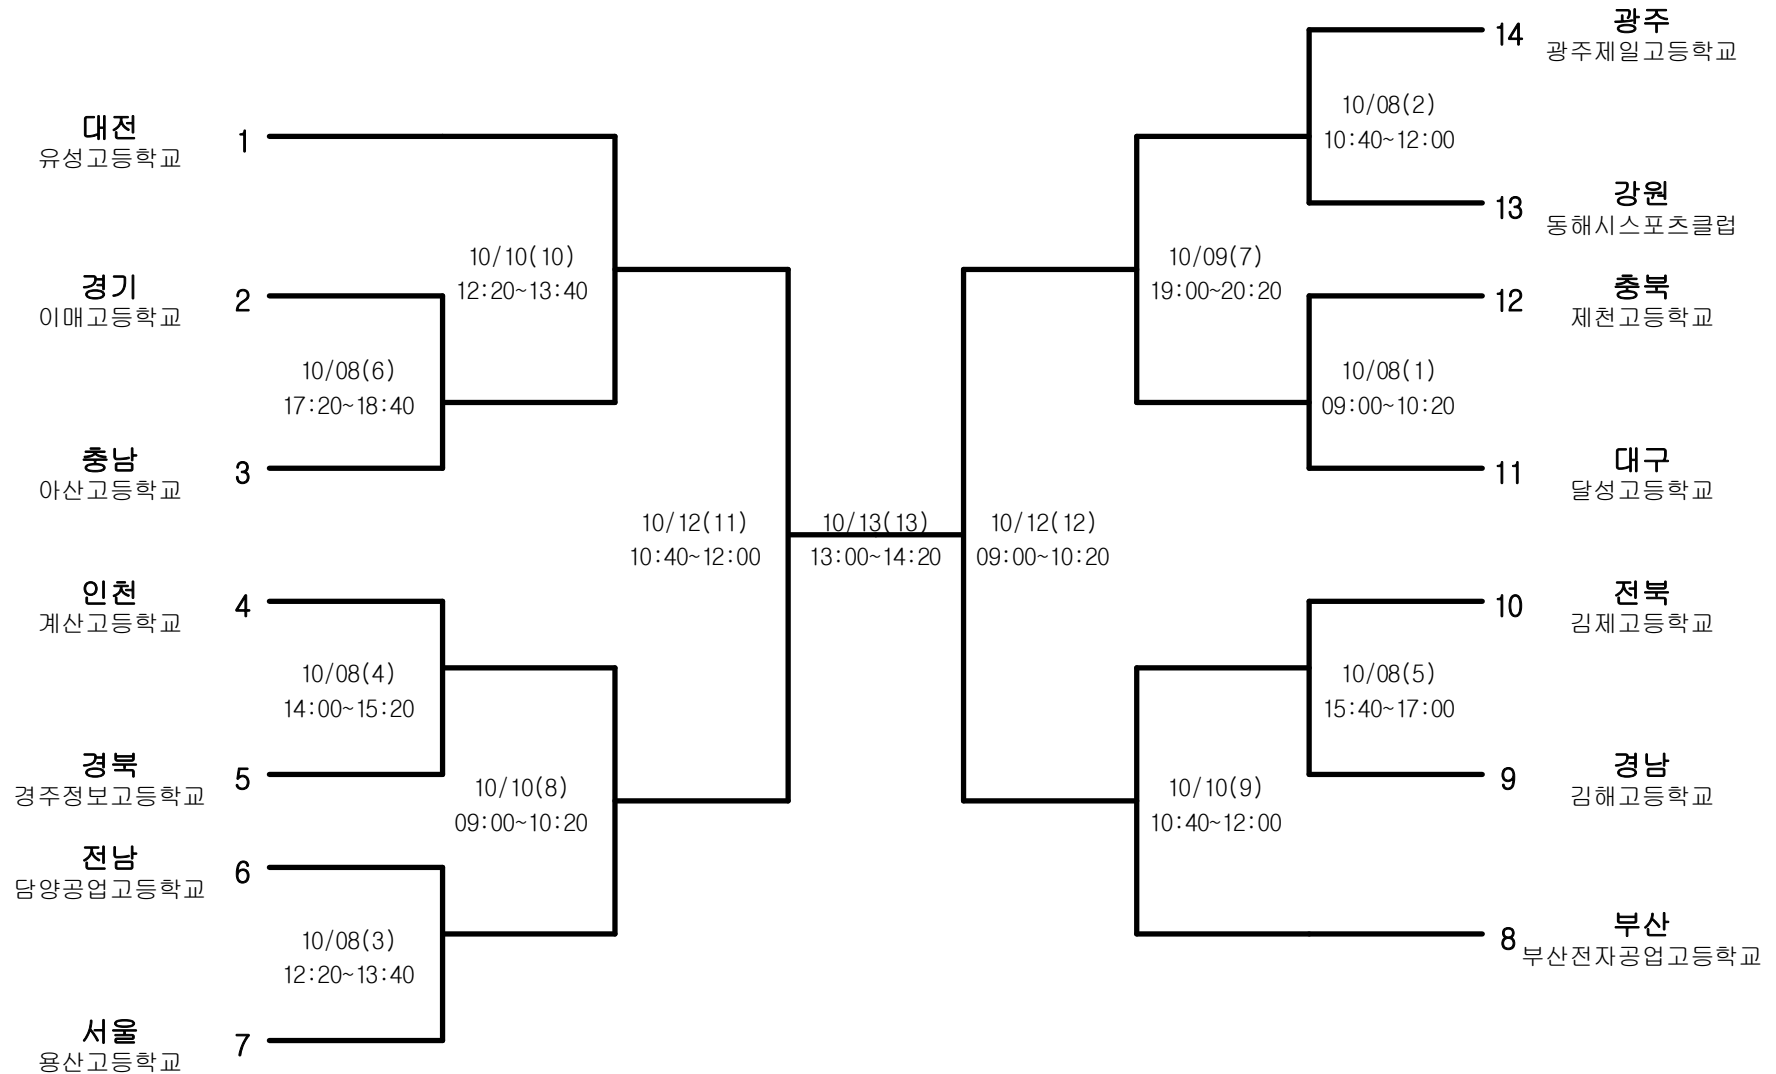 대전
유성고등학교
1
경기
이매고등학교
2
10/10(10)
12:20~13:40
10/08(6)
17:20~18:40
충남
아산고등학교
3
10/12(11)
10:40~12:00
인천
계산고등학교
4
10/08(4)
14:00~15:20
경북
경주정보고등학교
5
10/10(8)
09:00~10:20
전남
담양공업고등학교
6
10/08(3)
12:20~13:40
서울
용산고등학교
7
10/13(13)
13:00~14:20
14
광주
광주제일고등학교
10/08(2)
10:40~12:00
13
강원
동해시스포츠클럽
10/09(7)
19:00~20:20
12
충북
제천고등학교
10/08(1)
09:00~10:20
11
대구
달성고등학교
10/12(12)
09:00~10:20
10
전북
김제고등학교
10/08(5)
15:40~17:00
9
경남
김해고등학교
10/10(9)
10:40~12:00
8
부산
부산전자공업고등학교